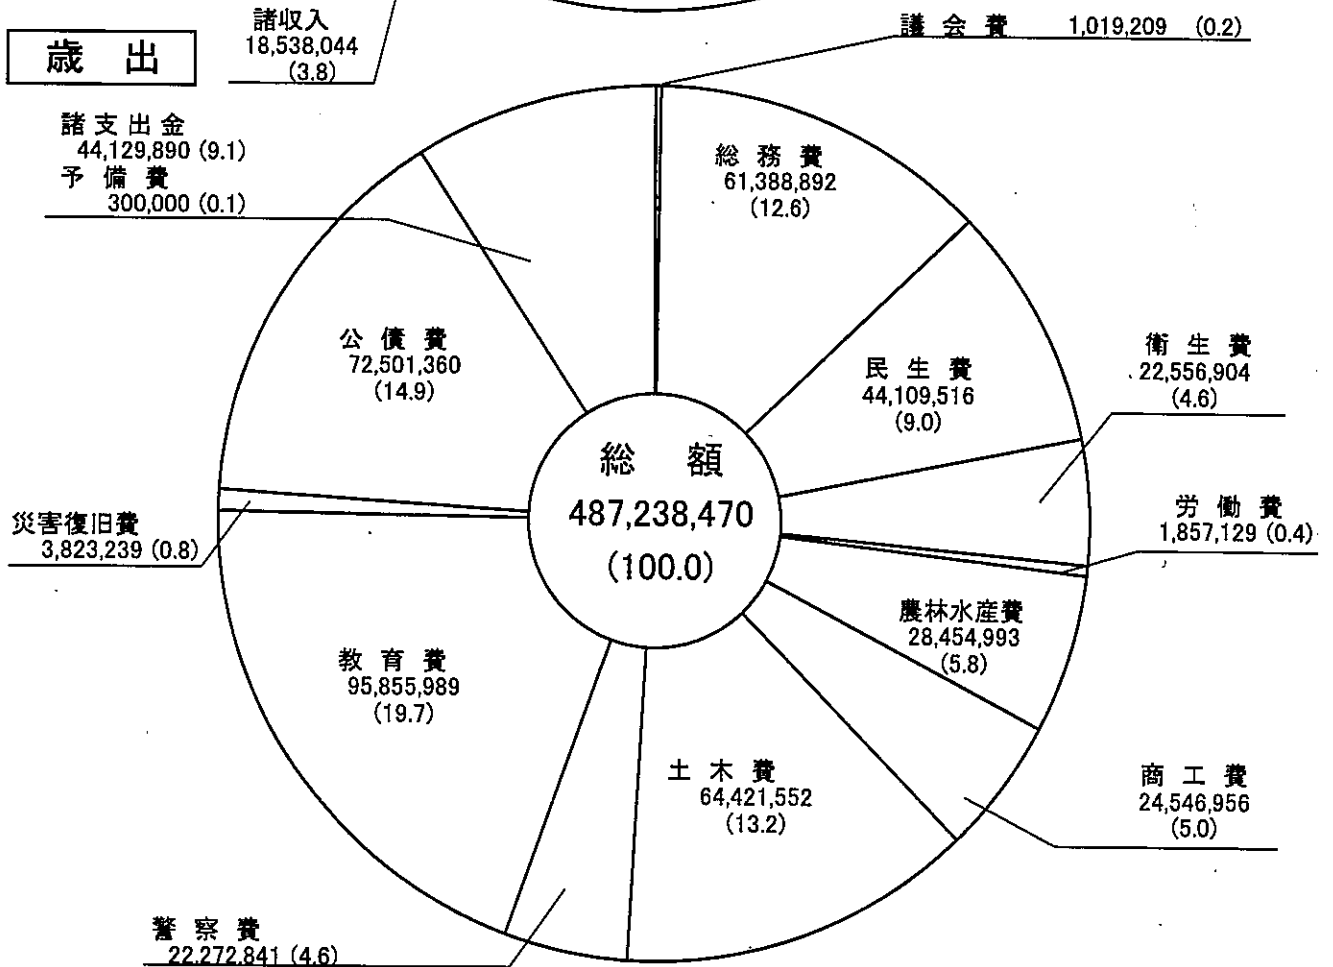 諸収入
18,538,044
(3.8)
歳出
議会費 1,019,209 (0.2)
諸支出金
44,129,890 (9.1)
予備費
300,000 (0.1)
総務費
61,388,892
(12.6)
民生費
44,109,516
(9.0)
衛生費
22,556,904
(4.6)
労働費
1,857,129 (0.4)
農林水産費
28,454,993
(5.8)
商工費
24,546,956
(5.0)
土木費
64,421,552
(13.2)
警察費
22,272,841 (4.6)
教育費
95,855,989
(19.7)
災害復旧費
3,823,239 (0.8)
公債費
72,501,360
(14.9)
総額
487,238,470
(100.0)